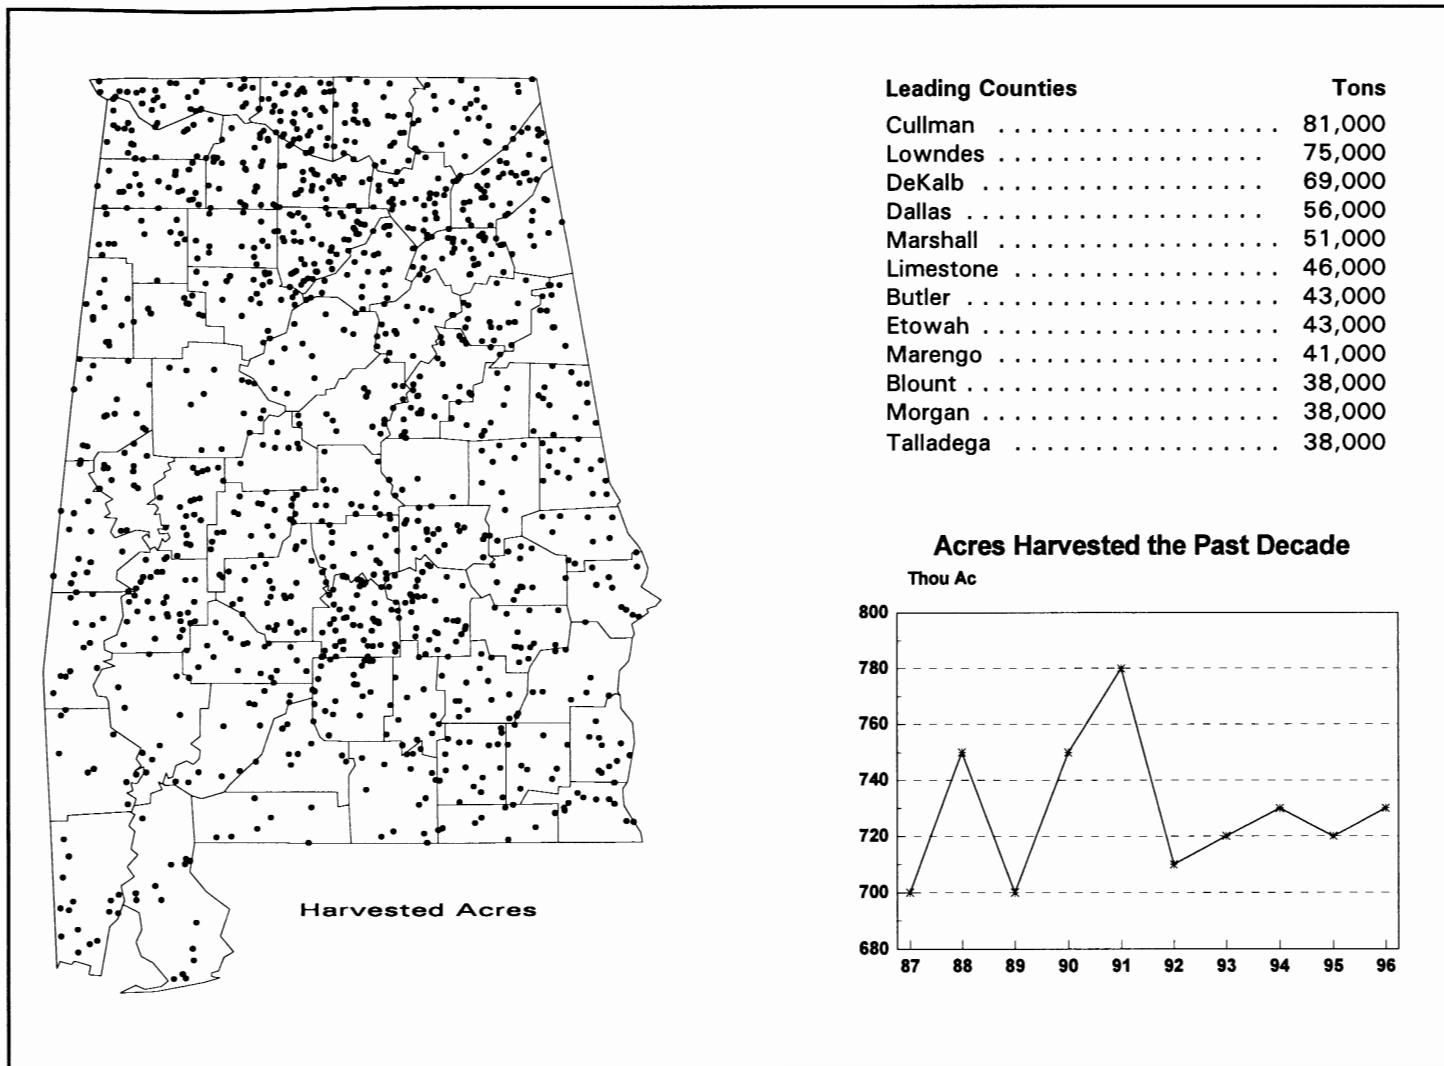 Leading Counties Tons
Cullman . . . . . . . . . . . . . . . . . . 81,000
Lowndes . . . . . . . . . . . . . . . . . 75,000
DeKalb . . . . . . . . . . . . . . . . . . 69,000
Dallas . . . . . . . . . . . . . . . . . . . 56,000
Marshall . . . . . . . . . . . . . . . . . . 51,000
Limestone . . . . . . . . . . . . . . . . . 46,000
Butler . . . . . . . . . . . . . . . . . . . . 43,000
Etowah . . . . . . . . . . . . . . . . . . . 43,000
Marengo . . . . . . . . . . . . . . . . . . 41,000
Blount . . . . . . . . . . . . . . . . . . . . 38,000
Morgan . . . . . . . . . . . . . . . . . . . 38,000
Talladega . . . . . . . . . . . . . . . . . 38,000
Acres Harvested the Past Decade
Thou Ac
800
780
760
740
720
700
680
87 88 89 90 91 92 93 94 95 96
Harvested Acres